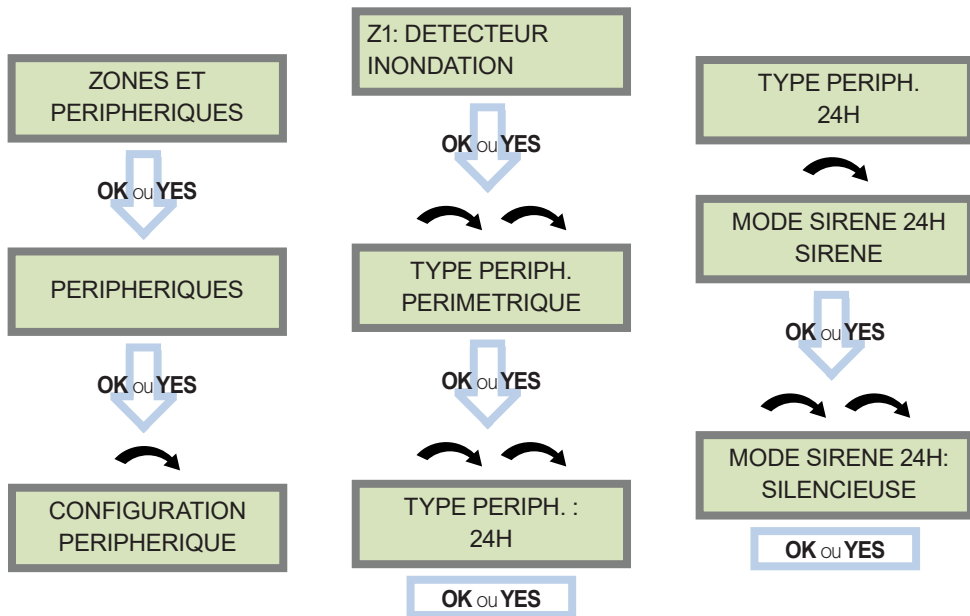 ZONES ET
PERIPHERIQUES
OK ou YES
PERIPHERIQUES
OK ou YES
CONFIGURATION
PERIPHERIQUE
Z1: DETECTEUR
INONDATION
OK ou YES
TYPE PERIPH.
PERIMETRIQUE
OK ou YES
TYPE PERIPH. :
24H
OK ou YES
TYPE PERIPH.
24H
MODE SIRENE 24H
SIRENE
OK ou YES
MODE SIRENE 24H:
SILENCIEUSE
OK ou YES